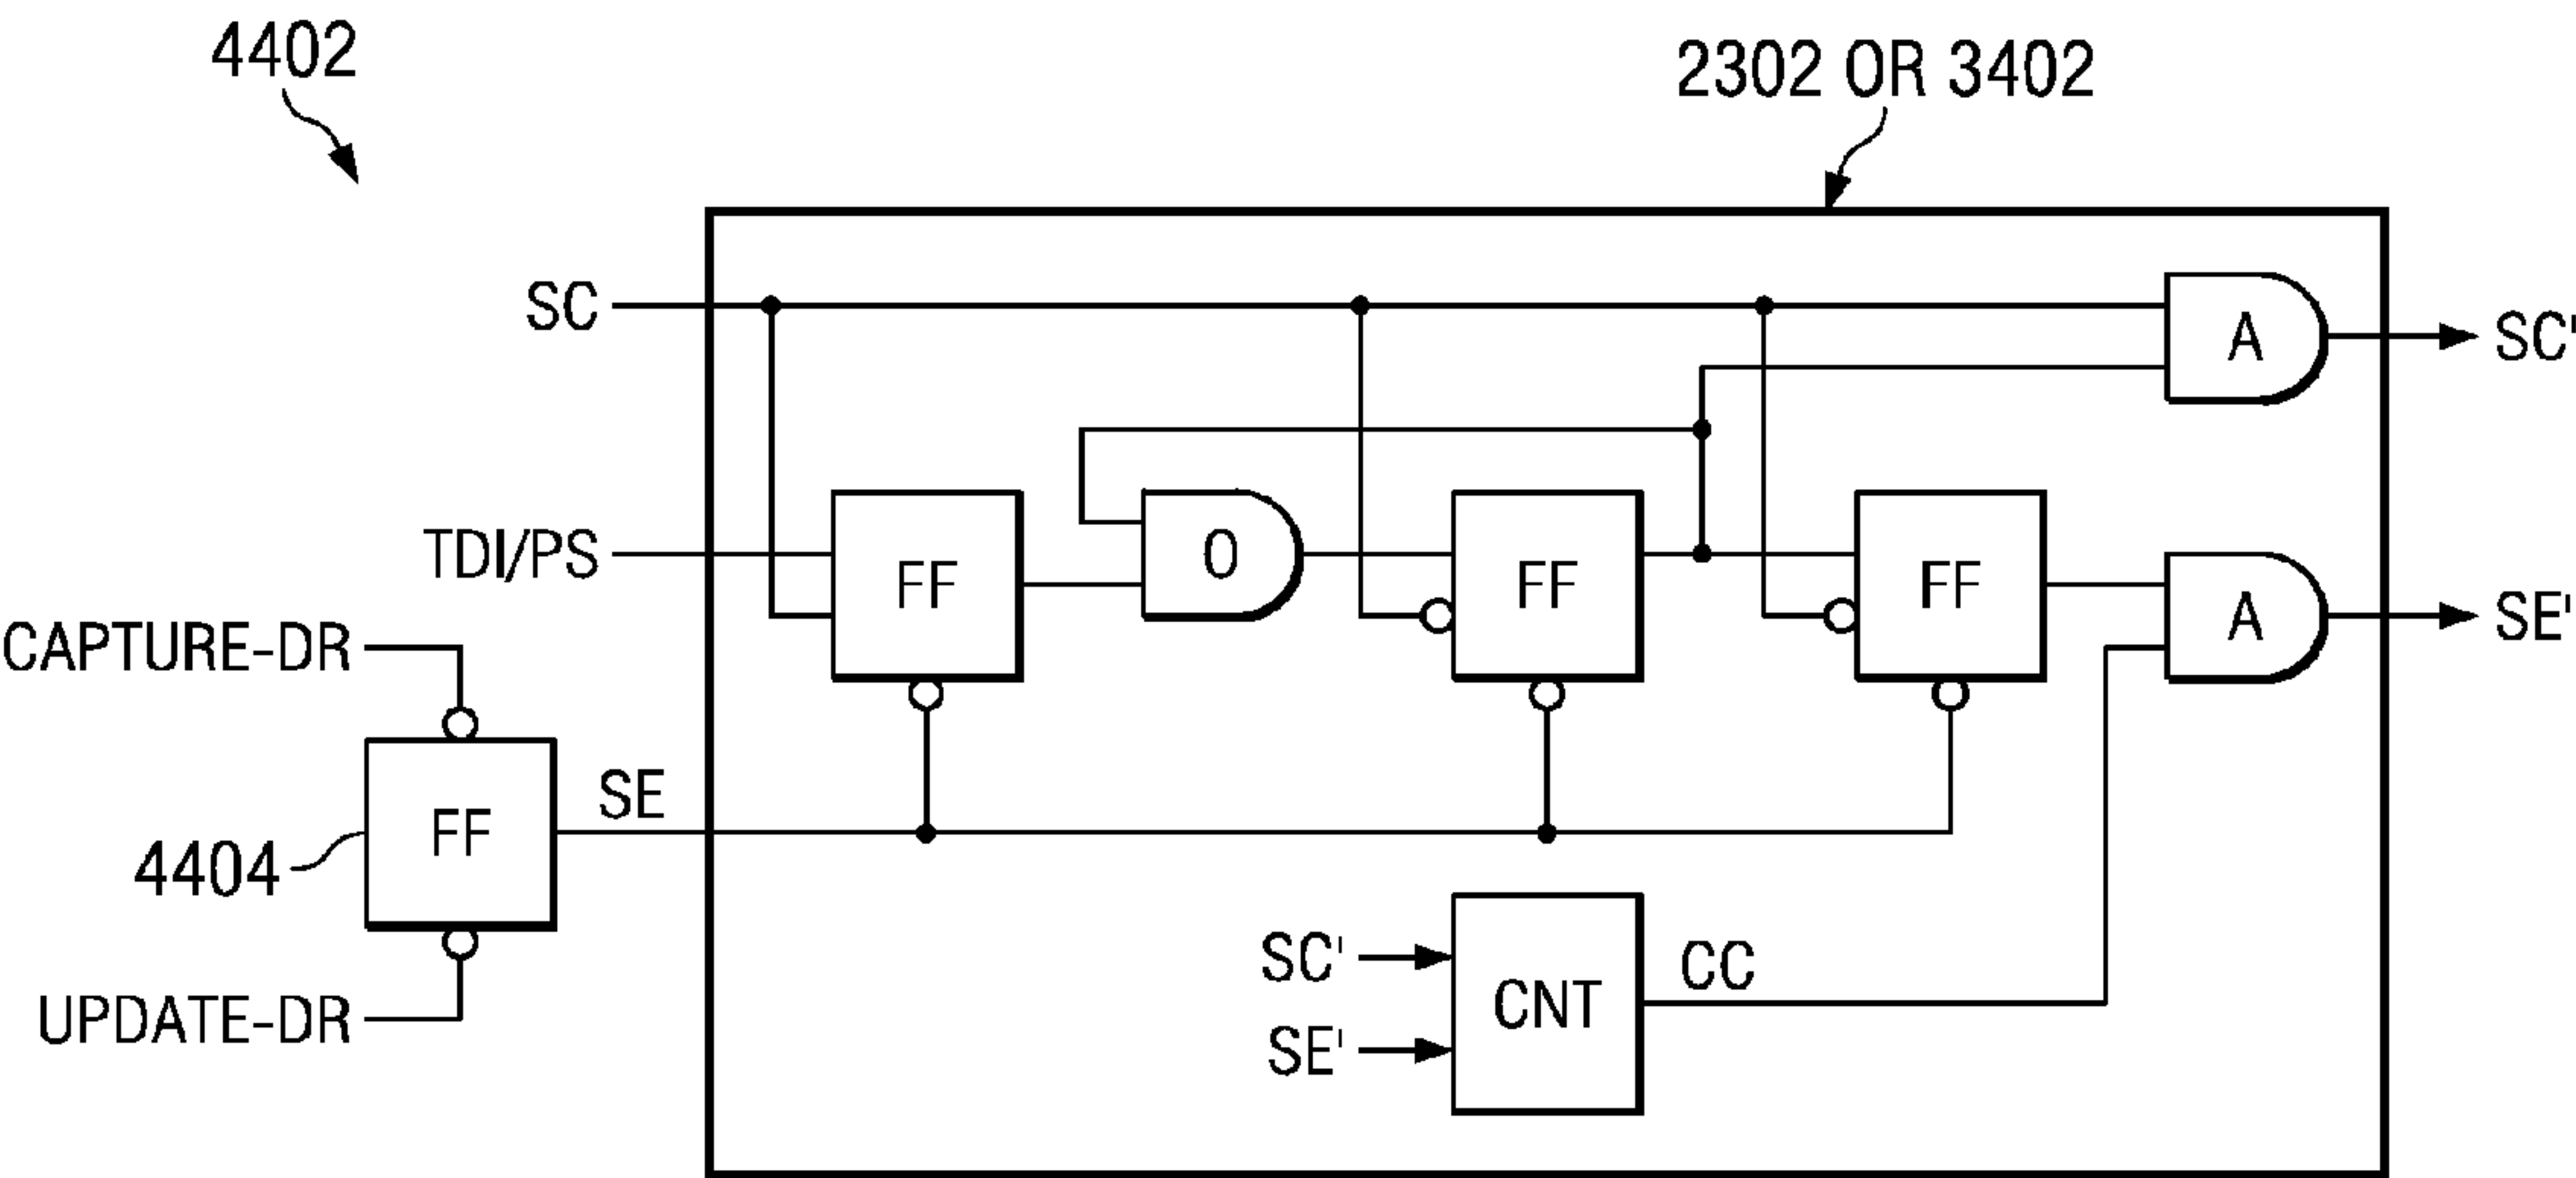 4402
2302 OR 3402
SC
A
SC'
TDI/PS
FF
O
FF
FF
A
SE'
CAPTURE-DR
FF
SE
4404
UPDATE-DR
SC'
SE'
CNT
CC